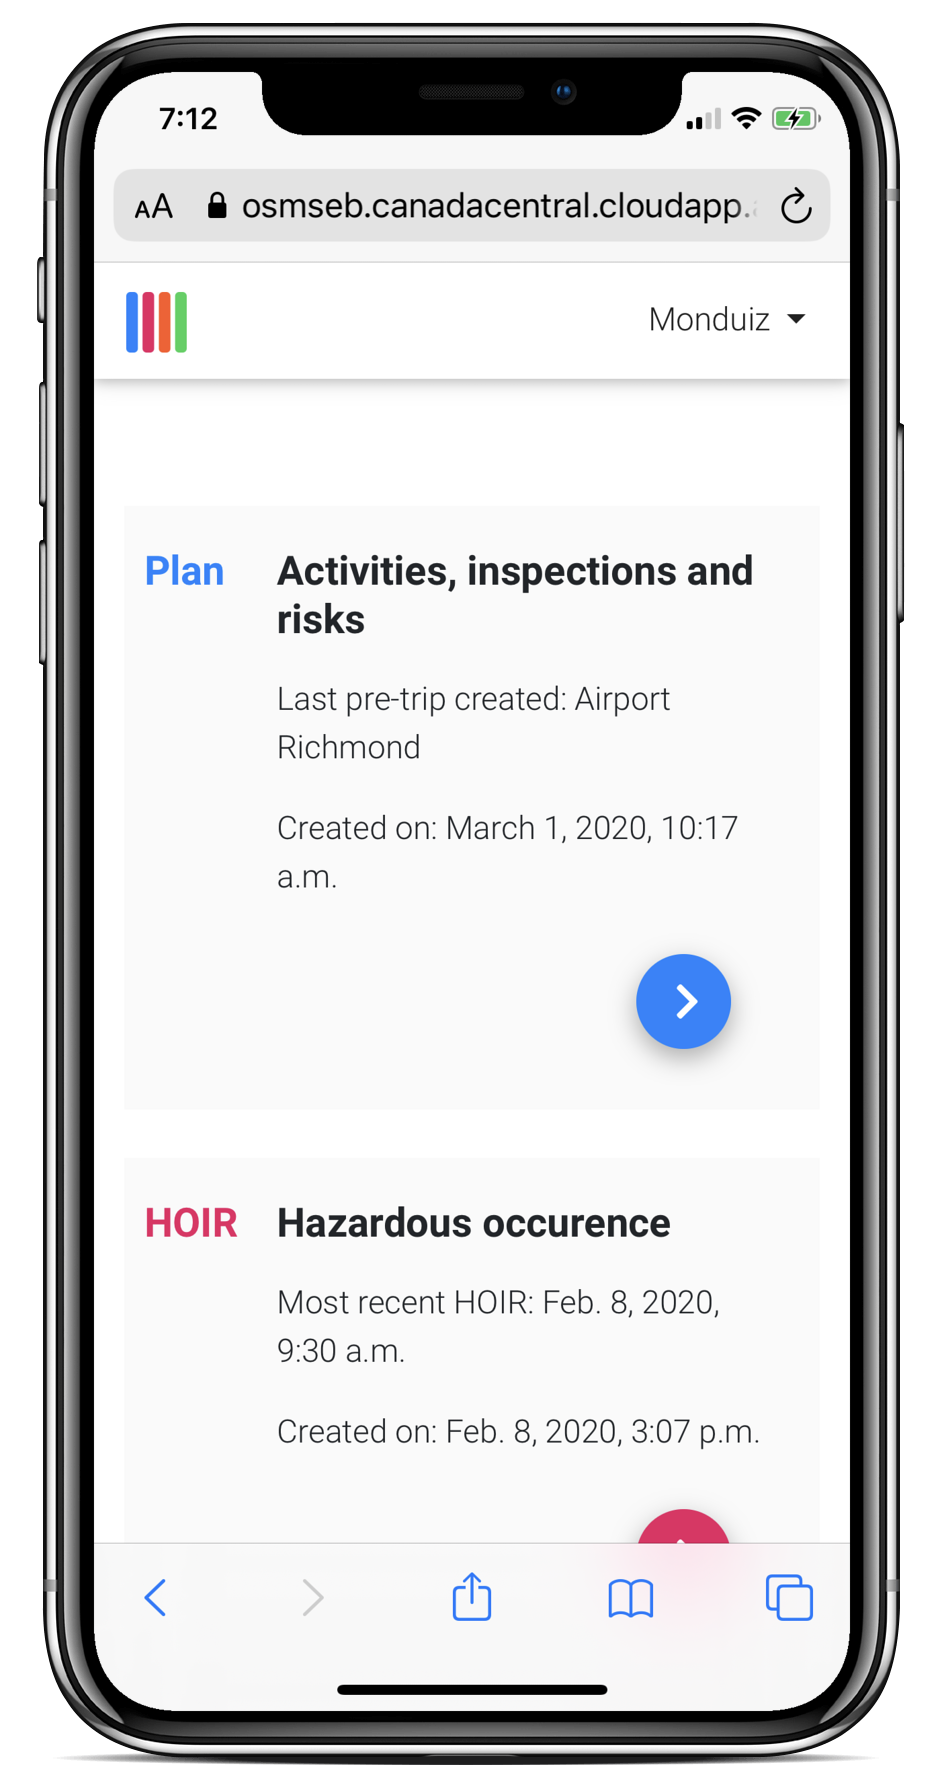 7:12
AA osmseb.canadacentral.cloudapp.
Monduiz
Plan
Activities, inspections and
risks
Last pre-trip created: Airport
Richmond
Created on: March 1, 2020, 10:17
a.m.
HOIR
Hazardous occurence
Most recent HOIR: Feb. 8, 2020,
9:30 a.m.
Created on: Feb. 8, 2020, 3:07 p.m.